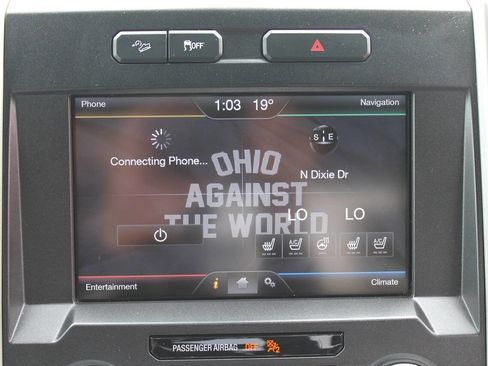 OFF
Phone
1:03 19°
Navigation
Connecting Phone...
S E
N Dixie Dr
OHIO
AGAINST
THE WORLD
LO LO
A/C
A/C
Entertainment
i
Climate
PASSENGER AIRBAG OFF 2